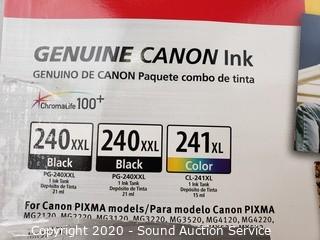 GENUINE CANON Ink
GENUINO DE CANON Paquete combo de tinta
ChromaLife 100+
240XXL 240XXL 241XL
Black Black Color
PG-240XXL PG-240XXL CL-241XL
1 Ink Tank 1 Ink Tank 1 Ink Tank
Depósito de Tinta Depósito de Tinta Depósito de Tinta
21 ml 21 ml 15 ml
For Canon PIXMA models/Para modelo Canon PIXMA
MG2120, MG2220, MG3120, MG3220, MG3520, MG4120, MG4220,
Copyright 2020 - Sound Auction Service